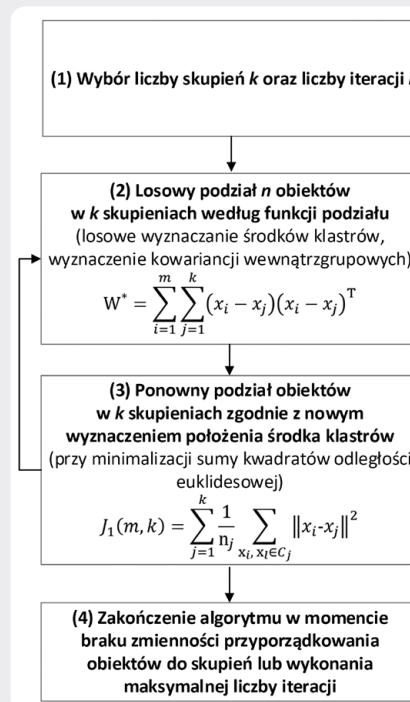 (1) Wybór liczby skupień k oraz liczby iteracji
(2) Losowy podział n obiektów
w k skupieniach według funkcji podziału
(losowe wyznaczanie środków klastrów,
wyznaczenie kowariancji wewnątrzgrupowych)
W* = ∑_{i=1}^{m} ∑_{j=1}^{k} (x_i − x_j)(x_i − x_j)^T
(3) Ponowny podział obiektów
w k skupieniach zgodnie z nowym
wyznaczeniem położenia środka klastrów
(przy minimalizacji sumy kwadratów odległości
euklidesowej)
J_1(m, k) = ∑_{j=1}^{k} 1/n_j ∑_{x_i, x_l∈C_j} ‖x_i-x_j‖^2
(4) Zakończenie algorytmu w momencie
braku zmienności przyporządkowania
obiektów do skupień lub wykonania
maksymalnej liczby iteracji